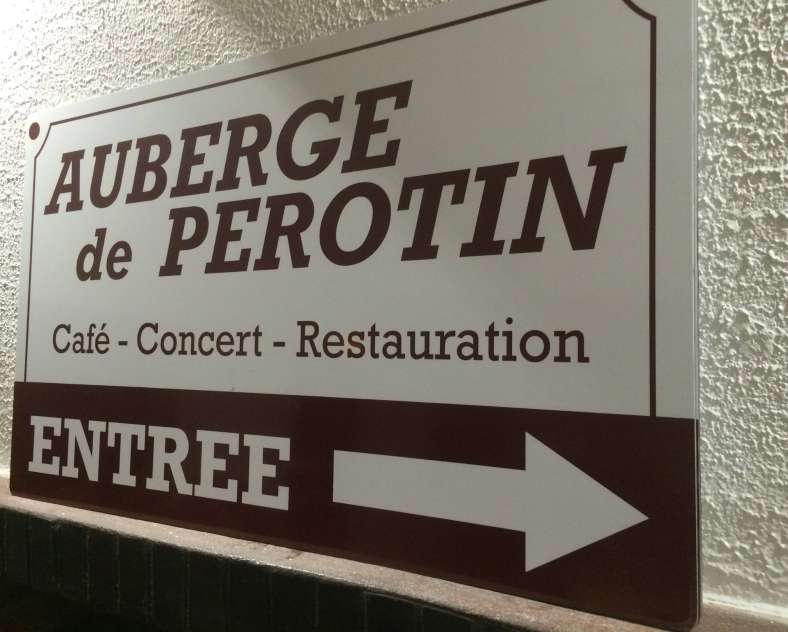 AUBERGE
de PEROTIN
Café - Concert - Restauration
ENTREE